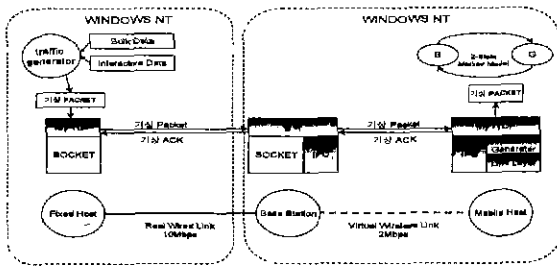 WINDOWS NT
WINDOWS NT
traffic
generator
Bulk Data
Interactive Data
가상 PACKET
SOCKET
가상 Packet
가상 ACK
SOCKET
IPC
가상 Packet
가상 ACK
B
2-State
Markov Model
G
가상 PACKET
Generator
Link Layer
Fixed Host
Real Wired Link
10Mbps
Base Station
Virtual Wireless Link
2Mbps
Mobile Host